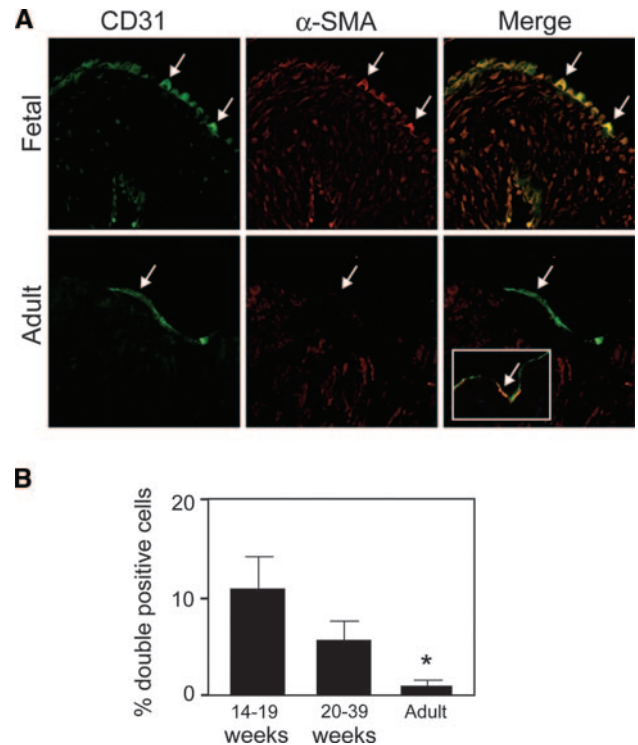 A
CD31 α-SMA Merge
Fetal
Adult
B
% double positive cells
20
10
0
*
14-19 20-39 Adult
weeks weeks